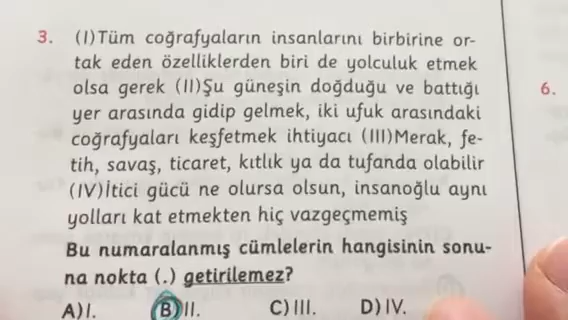 3. (I)Tüm coğrafyaların insanlarını birbirine or-
tak eden özelliklerden biri de yolculuk etmek
olsa gerek (II)Şu güneşin doğduğu ve battığı
yer arasında gidip gelmek, iki ufuk arasındaki
coğrafyaları keşfetmek ihtiyacı (III)Merak, fe-
tih, savaş, ticaret, kıtlık ya da tufanda olabilir
(IV)İtici gücü ne olursa olsun, insanoğlu aynı
yolları kat etmekten hiç vazgeçmemiş
Bu numaralanmış cümlelerin hangisinin sonu-
na nokta (.) getirilemez?
A)I. B)II. C)III. D)IV.
6.